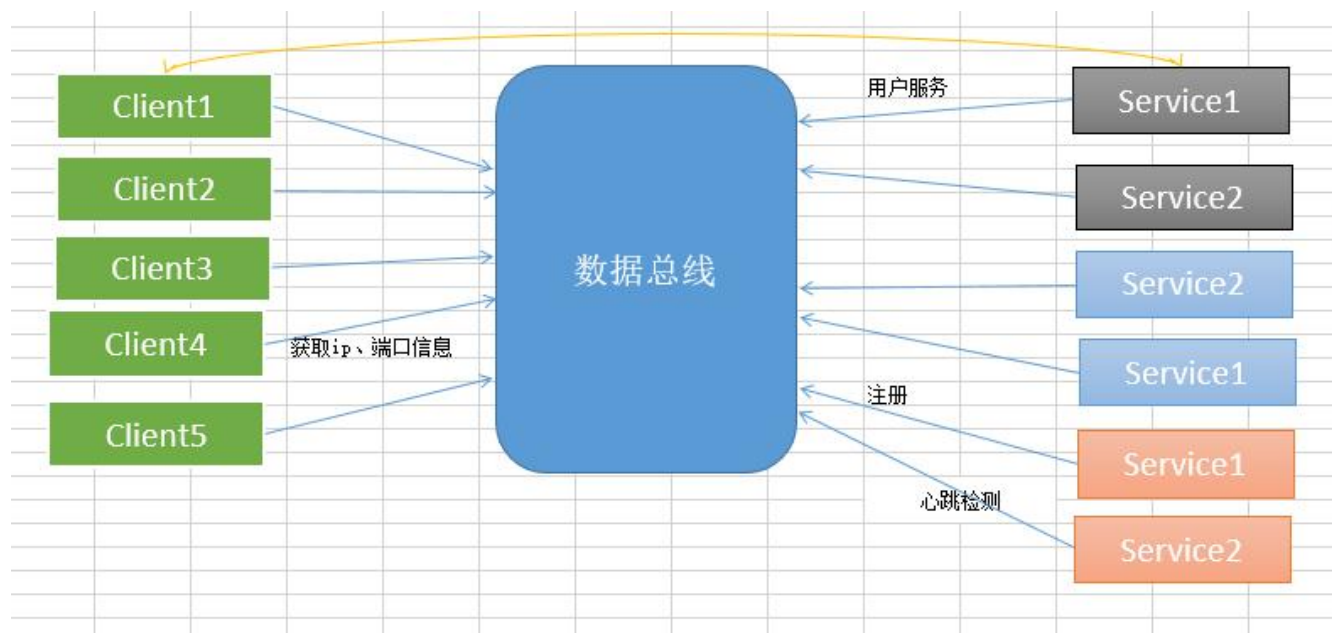 Client1
Client2
Client3
Client4
获取ip、端口信息
Client5
数据总线
用户服务
Service1
Service2
Service2
Service1
注册
Service1
心跳检测
Service2